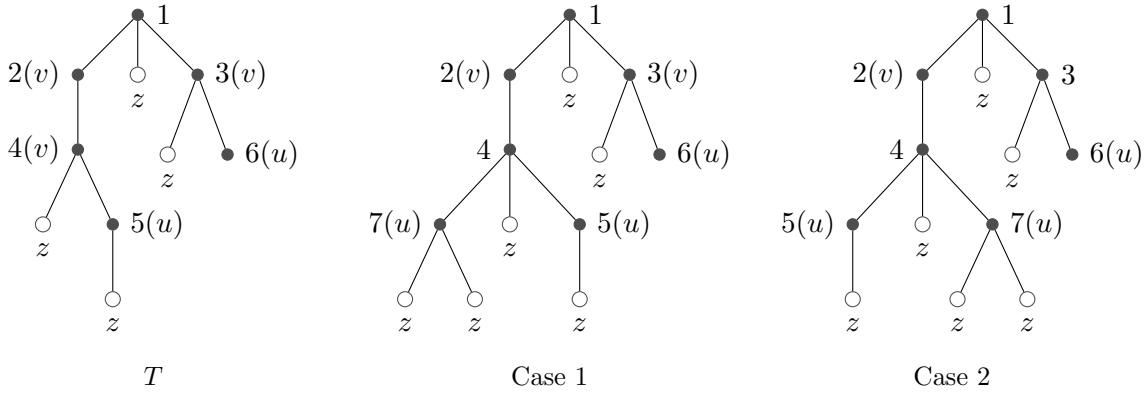 1 1 1
2(v) z 3(v) 2(v) z 3(v) 2(v) z 3
4(v) z 6(u) 4 z 6(u) 4 z 6(u)
z 5(u) 7(u) z 5(u) 5(u) z 7(u)
z z z z z z z
T Case 1 Case 2